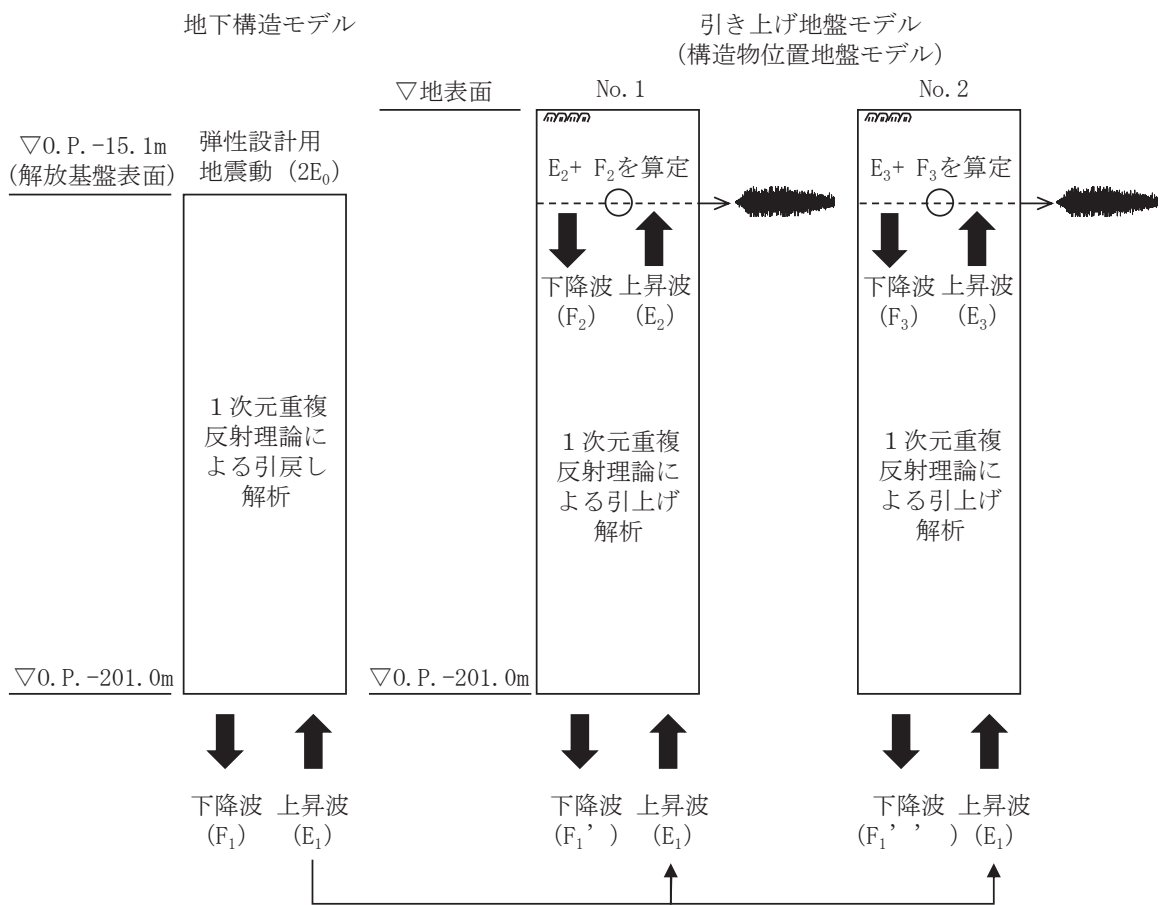 地下構造モデル
引き上げ地盤モデル
(構造物位置地盤モデル)
▽地表面
No. 1
No. 2
▽O. P. -15.1m
(解放基盤表面)
弾性設計用
地震動（2E₀）
E₂+ F₂を算定
下降波
(F₂)
上昇波
(E₂)
E₃+ F₃を算定
下降波
(F₃)
上昇波
(E₃)
１次元重複
反射理論に
よる引戻し
解析
１次元重複
反射理論に
よる引上げ
解析
１次元重複
反射理論に
よる引上げ
解析
▽O. P. -201.0m
▽O. P. -201.0m
下降波
(F₁)
上昇波
(E₁)
下降波
(F₁’)
上昇波
(E₁)
下降波
(F₁’’)
上昇波
(E₁)